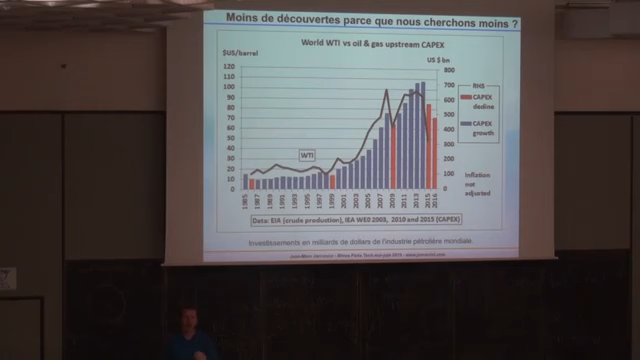 Moins de découvertes parce que nous cherchons moins ?
World WTI vs oil & gas upstream CAPEX
$US/barrel
US $ bn
120
110
100
90
80
70
60
50
40
30
20
10
0
800
700
600
500
400
300
200
100
0
RHS
CAPEX
decline
CAPEX
growth
WTI
Inflation
not
adjusted
1985
1987
1989
1991
1993
1995
1997
1999
2001
2003
2005
2007
2009
2011
2013
2015
2016
Data: EIA (crude production), IEA WEO 2003, 2010 and 2015 (CAPEX)
Investissements en milliards de dollars de l'industrie pétrolière mondiale.